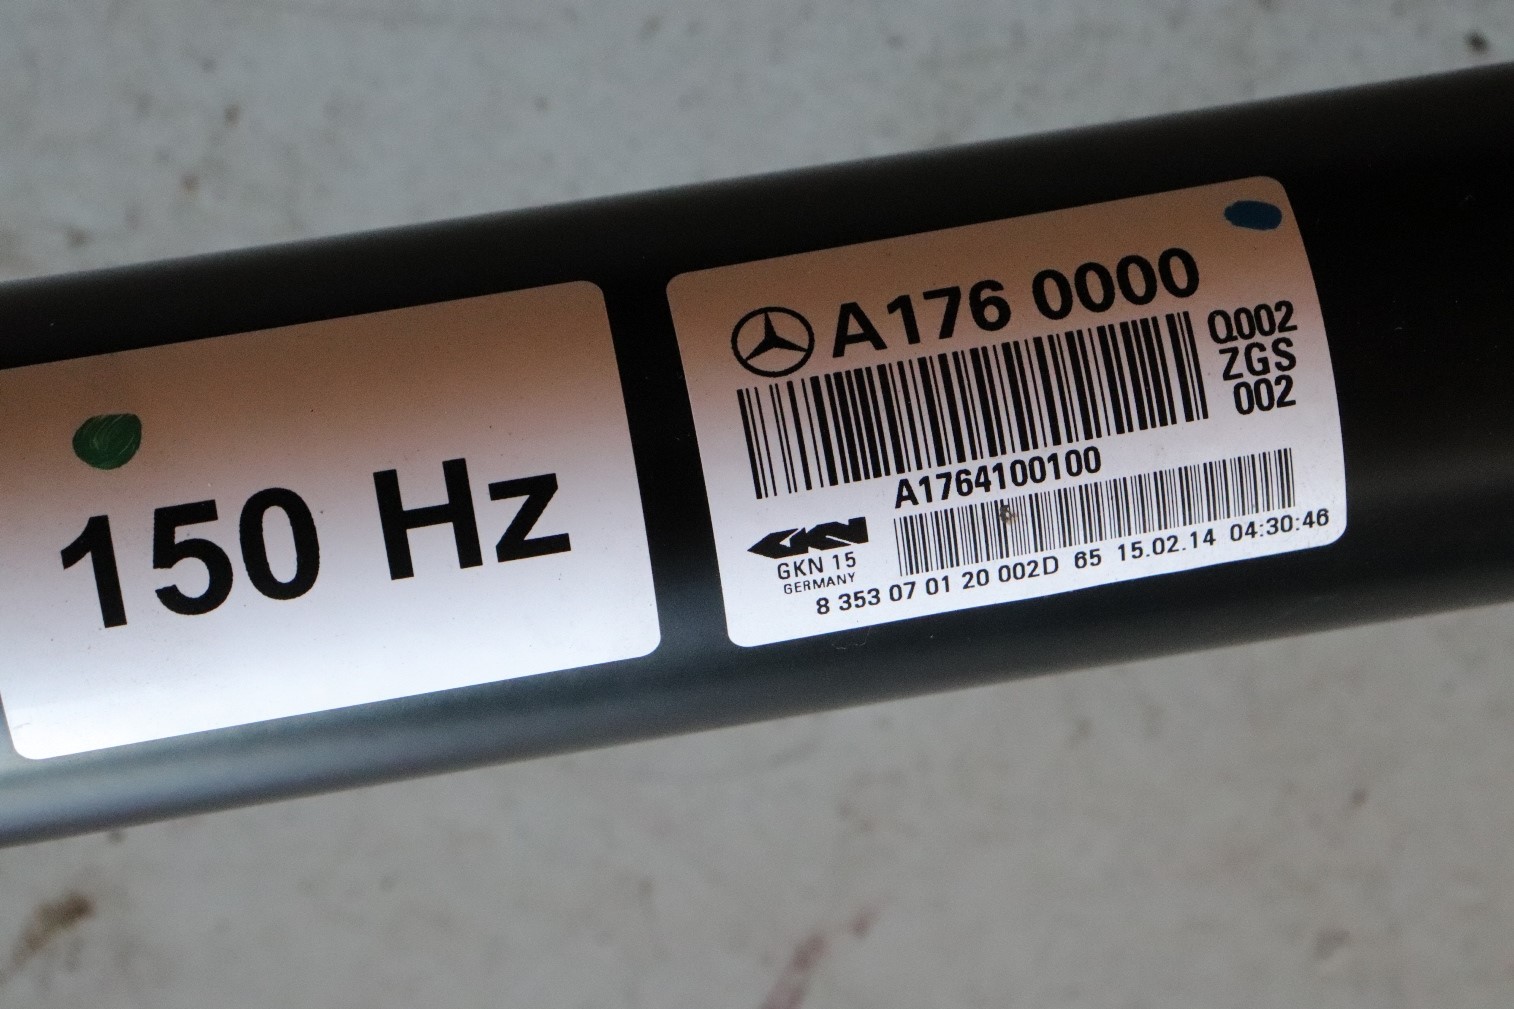 150 Hz
A176 0000
Q002
ZGS
002
A1764100100
GKN
GKN 15
GERMANY
8 353 07 01 20 002D 65 15.02.14 04:30:46